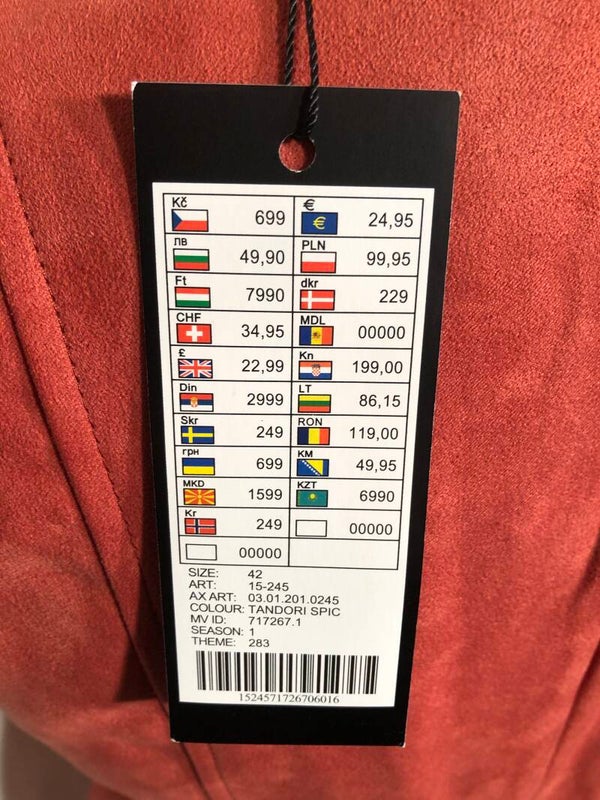 Kč 699 € € 24,95
лв 49,90 PLN 99,95
Ft 7990 dkr 229
CHF 34,95 MDL 00000
£ 22,99 Kn 199,00
Din 2999 LT 86,15
Skr 249 RON 119,00
грн 699 KM 49,95
MKD 1599 KZT 6990
Kr 249 00000
00000
SIZE: 42
ART: 15-245
AX ART: 03.01.201.0245
COLOUR: TANDORI SPIC
MV ID: 717267.1
SEASON: 1
THEME: 283
1524571726706016